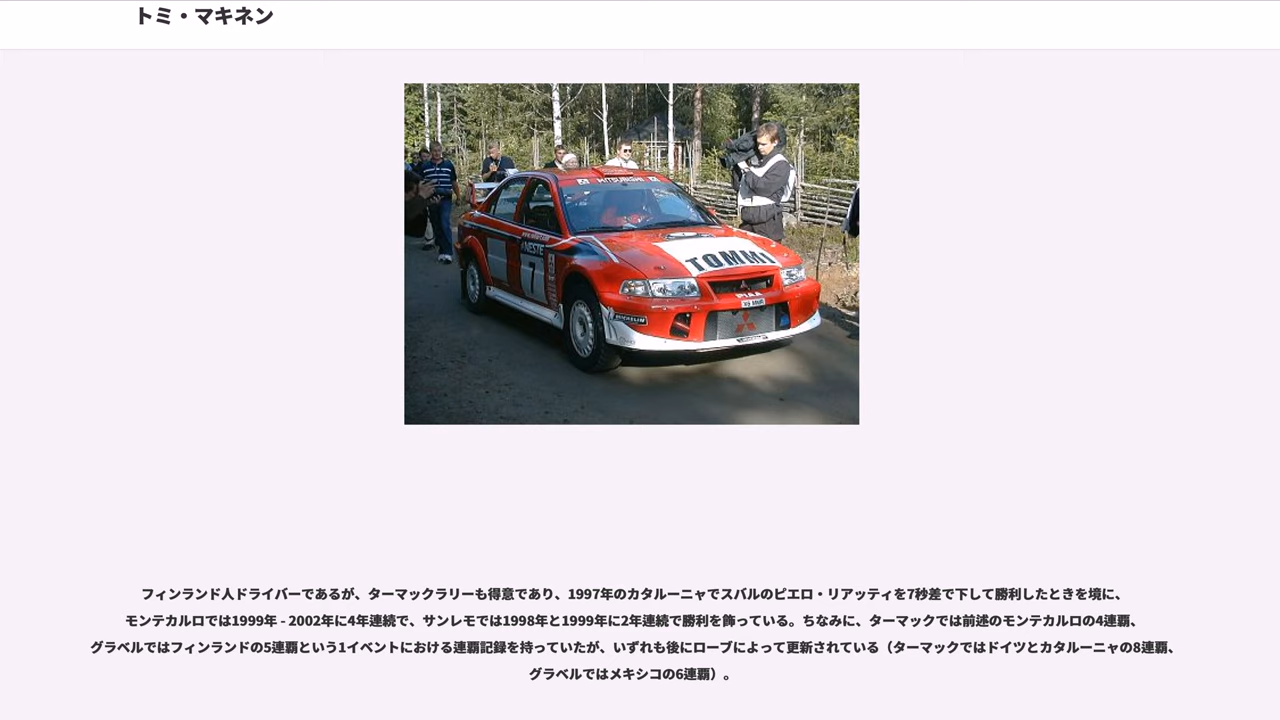 トミ・マキネン
MITSUBISHI
NESTE
7
TOMMI
PIAA
MICHELIN
フィンランド人ドライバーであるが、ターマックラリーも得意であり、1997年のカタルーニャでスバルのピエロ・リアッティを7秒差で下して勝利したときを境に、
モンテカルロでは1999年 - 2002年に4年連続で、サンレモでは1998年と1999年に2年連続で勝利を飾っている。ちなみに、ターマックでは前述のモンテカルロの4連覇、
グラベルではフィンランドの5連覇という1イベントにおける連覇記録を持っていたが、いずれも後にローブによって更新されている（ターマックではドイツとカタルーニャの8連覇、
グラベルではメキシコの6連覇）。